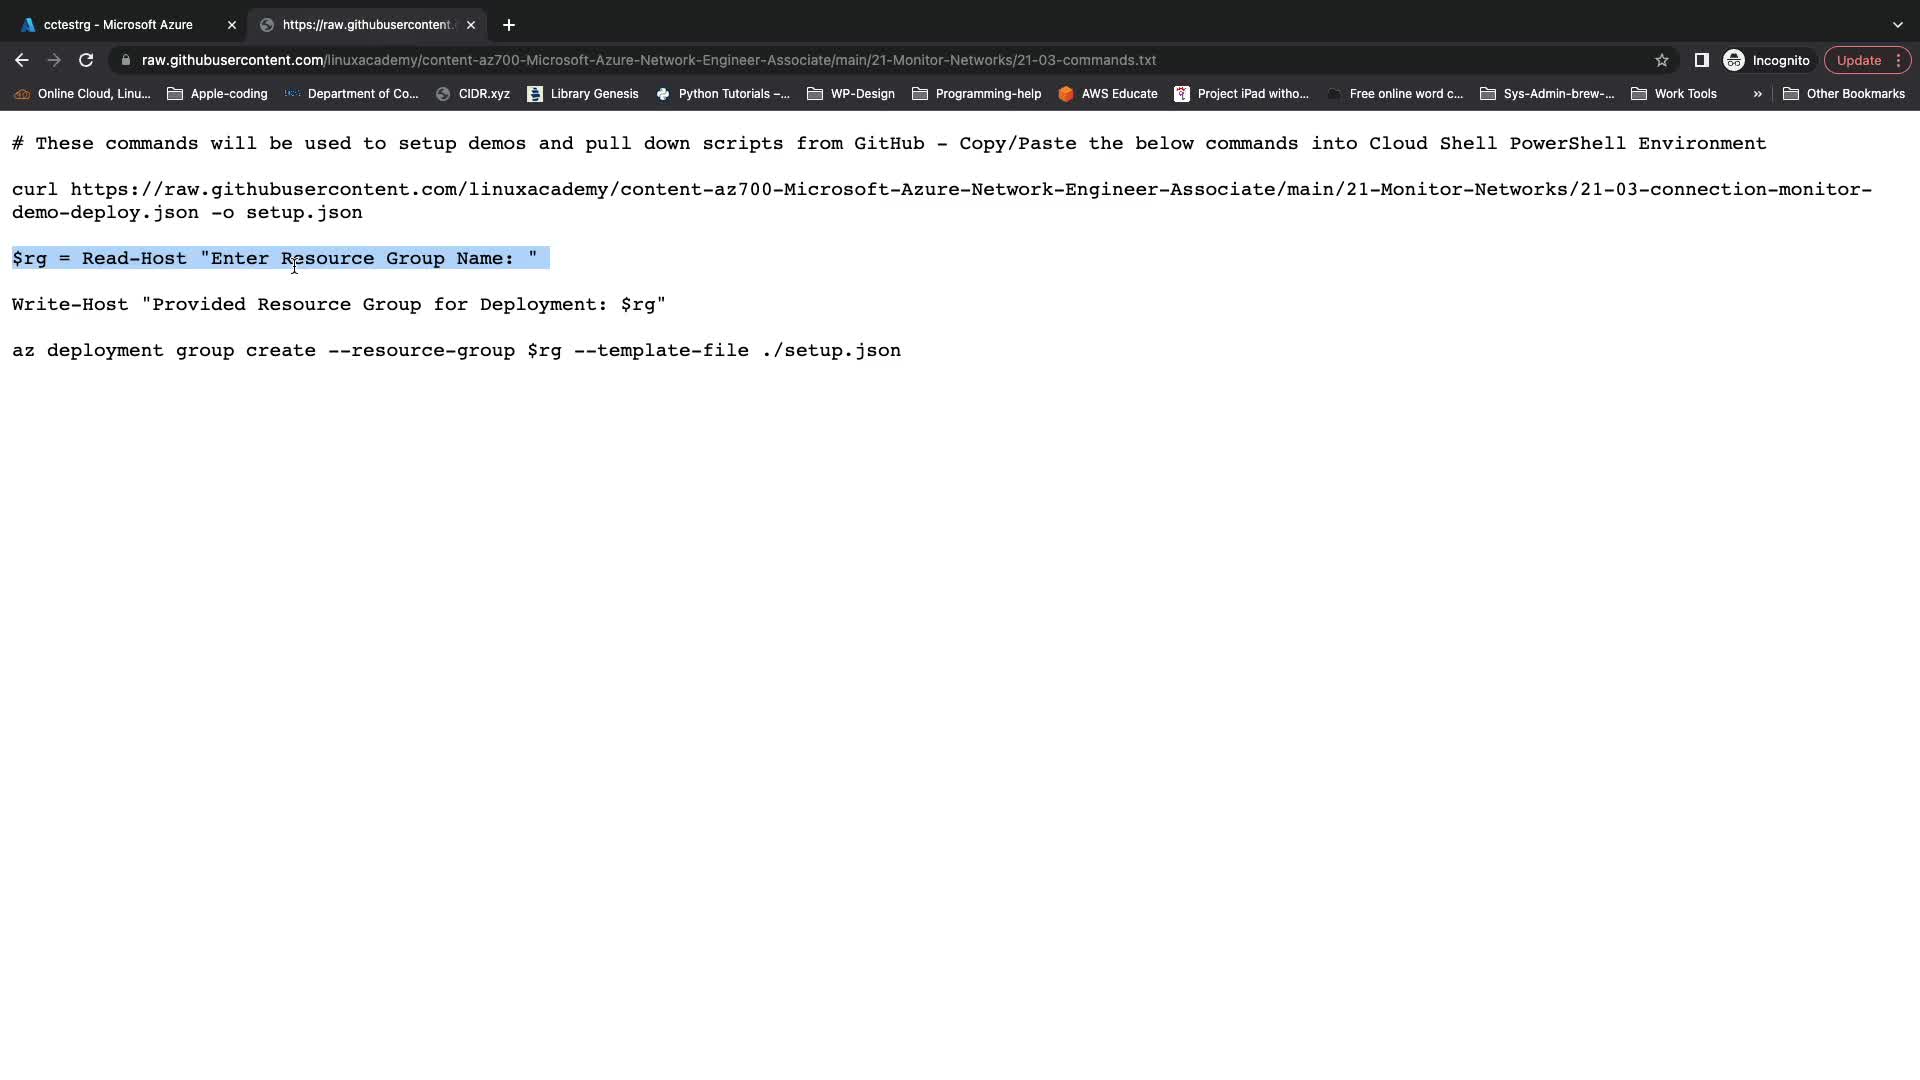 cctestrg - Microsoft Azure
https://raw.githubusercontent.
raw.githubusercontent.com/linuxacademy/content-az700-Microsoft-Azure-Network-Engineer-Associate/main/21-Monitor-Networks/21-03-commands.txt
Incognito
Update
Online Cloud, Linu...
Apple-coding
Department of Co...
CIDR.xyz
Library Genesis
Python Tutorials –...
WP-Design
Programming-help
AWS Educate
Project iPad witho...
Free online word c...
Sys-Admin-brew-...
Work Tools
»
Other Bookmarks
# These commands will be used to setup demos and pull down scripts from GitHub - Copy/Paste the below commands into Cloud Shell PowerShell Environment
curl https://raw.githubusercontent.com/linuxacademy/content-az700-Microsoft-Azure-Network-Engineer-Associate/main/21-Monitor-Networks/21-03-connection-monitor-
demo-deploy.json -o setup.json
$rg = Read-Host "Enter Resource Group Name: "
Write-Host "Provided Resource Group for Deployment: $rg"
az deployment group create --resource-group $rg --template-file ./setup.json